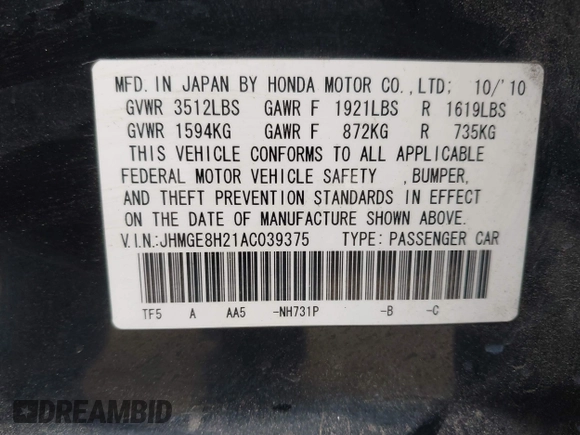 MFD. IN JAPAN BY HONDA MOTOR CO., LTD; 10/'10
GVWR 3512LBS GAWR F 1921LBS R 1619LBS
GVWR 1594KG GAWR F 872KG R 735KG
THIS VEHICLE CONFORMS TO ALL APPLICABLE
FEDERAL MOTOR VEHICLE SAFETY , BUMPER,
AND THEFT PREVENTION STANDARDS IN EFFECT
ON THE DATE OF MANUFACTURE SHOWN ABOVE.
V.I.N.:JHMGE8H21AC039375 TYPE: PASSENGER CAR
TF5 A AA5 -NH731P -B -C
DREAMBID